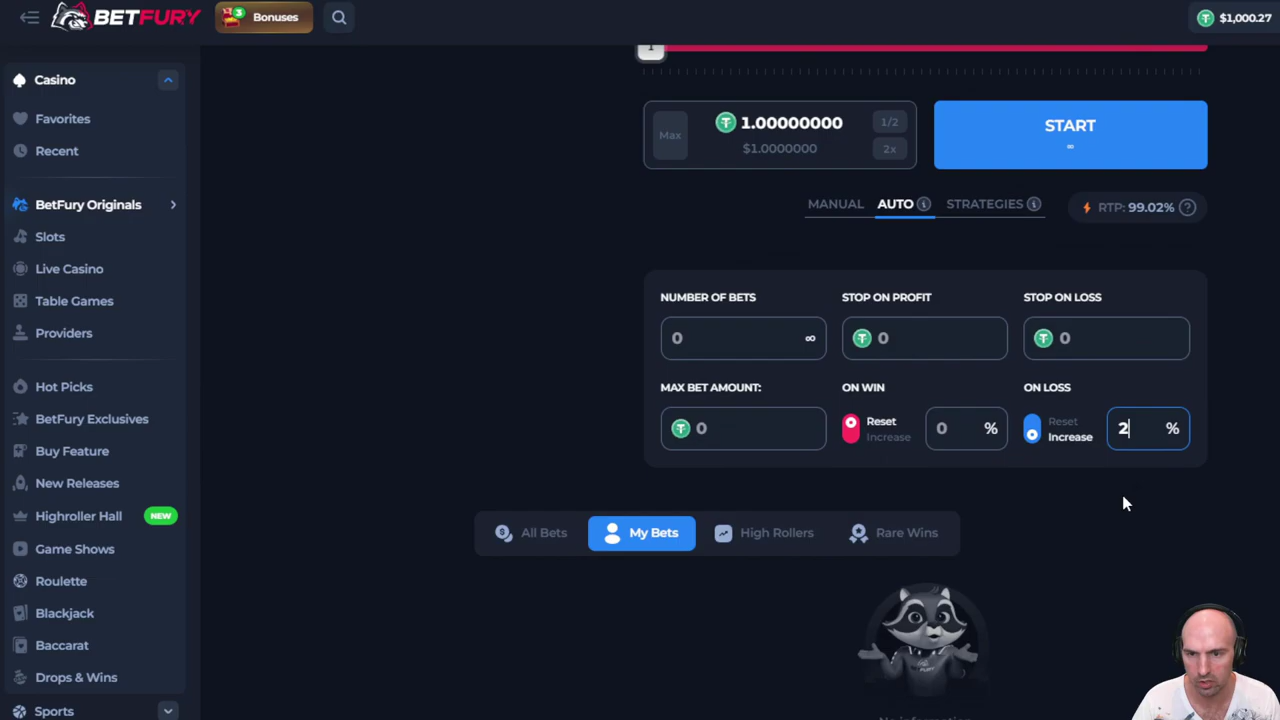 BETFURY
3
Bonuses
$1,000.27
Casino
Favorites
Recent
BetFury Originals
Slots
Live Casino
Table Games
Providers
Hot Picks
BetFury Exclusives
Buy Feature
New Releases
Highroller Hall NEW
Game Shows
Roulette
Blackjack
Baccarat
Drops & Wins
Sports
1
Max
1.00000000
$1.0000000
1/2
2x
START
∞
MANUAL
AUTO
STRATEGIES
RTP: 99.02%
NUMBER OF BETS
STOP ON PROFIT
STOP ON LOSS
0 ∞
0
0
MAX BET AMOUNT:
ON WIN
ON LOSS
0
Reset
Increase
0 %
Reset
Increase
2 %
All Bets
My Bets
High Rollers
Rare Wins